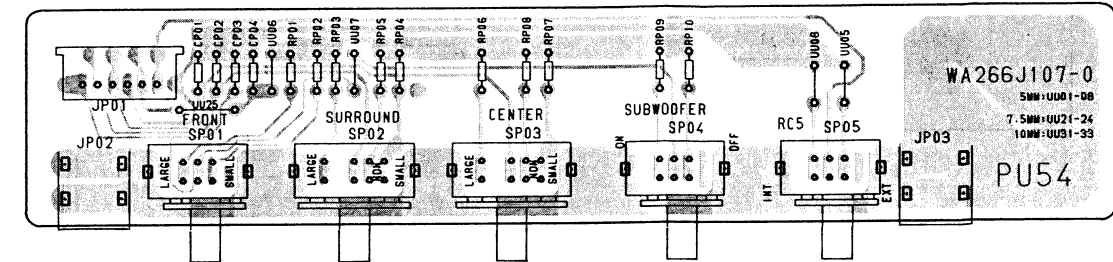 CP01
CP02
CP03
CP04
UU06
RP01
RP02
RP03
UU07
RP05
RP04
RP06
RP08
RP07
RP09
RP10
UU08
UU05
WA266J107-0
5MM:UU01-08
7.5MM:UU21-24
10MM:UU31-33
PU54
JP01
UU25
FRONT
SP01
SURROUND
SP02
CENTER
SP03
SUBWOOFER
SP04
RC5
SP05
JP02
JP03
LARGE
SMALL
LARGE
NOR
SMALL
LARGE
NOR
SMALL
ON
OFF
INT
EXT